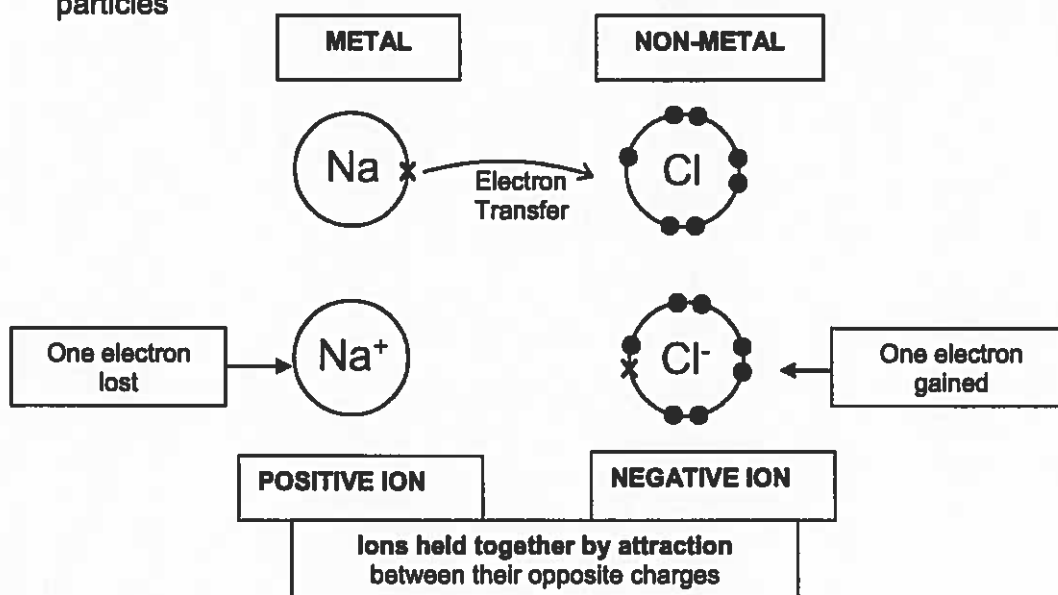 particles
METAL
NON-METAL
Na
Cl
Electron
Transfer
One electron
lost
Na⁺
Cl⁻
One electron
gained
POSITIVE ION
NEGATIVE ION
Ions held together by attraction
between their opposite charges